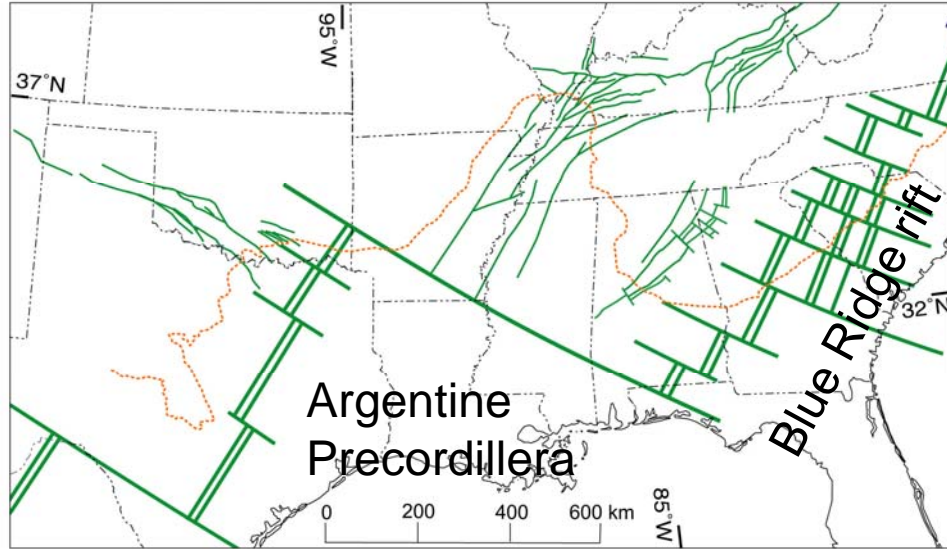 95°W
37°N
Blue Ridge rift
32°N
Argentine
Precordillera
0 200 400 600 km
85°W